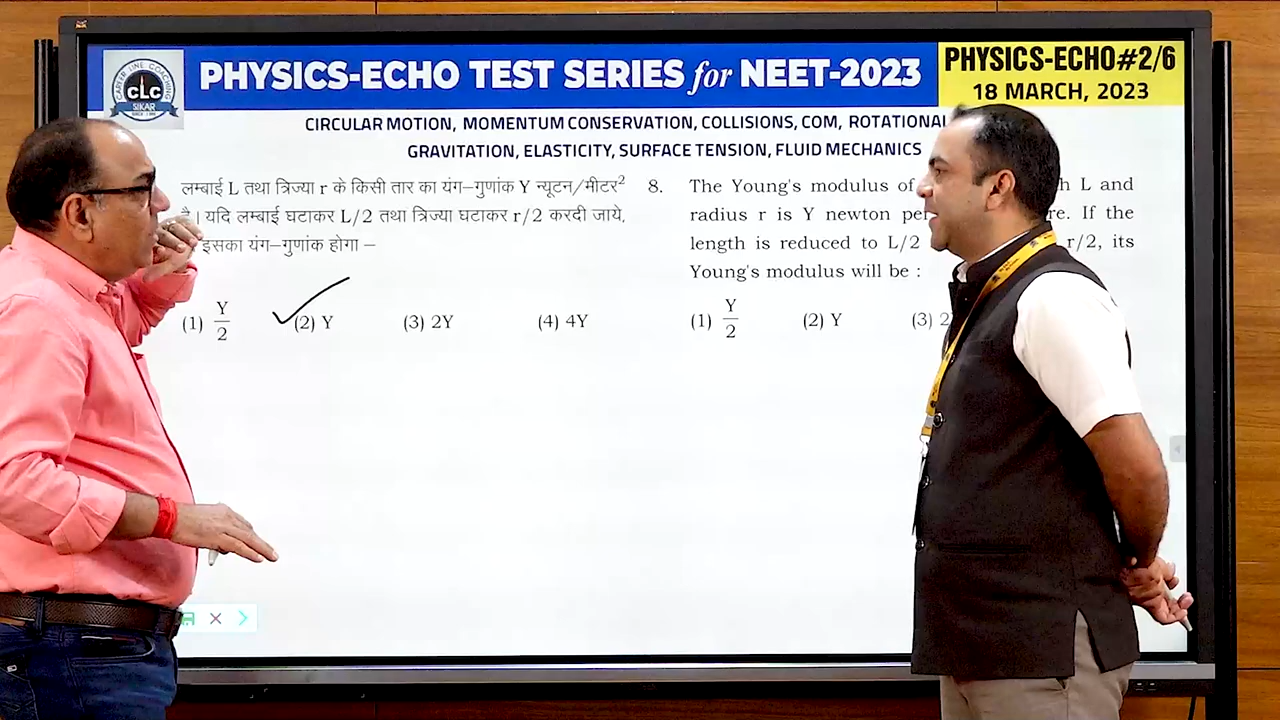 PHYSICS-ECHO TEST SERIES for NEET-2023
PHYSICS-ECHO#2/6
18 MARCH, 2023
CLC
SIKAR
CIRCULAR MOTION, MOMENTUM CONSERVATION, COLLISIONS, COM, ROTATIONAL
GRAVITATION, ELASTICITY, SURFACE TENSION, FLUID MECHANICS
लम्बाई L तथा त्रिज्या r के किसी तार का यंग–गुणांक Y न्यूटन/मीटर²
है। यदि लम्बाई घटाकर L/2 तथा त्रिज्या घटाकर r/2 करदी जाये,
इसका यंग–गुणांक होगा –
(1) Y/2 (2) Y (3) 2Y (4) 4Y
8. The Young's modulus of L and
radius r is Y newton per If the
length is reduced to L/2 r/2, its
Young's modulus will be :
(1) Y/2 (2) Y (3) 2